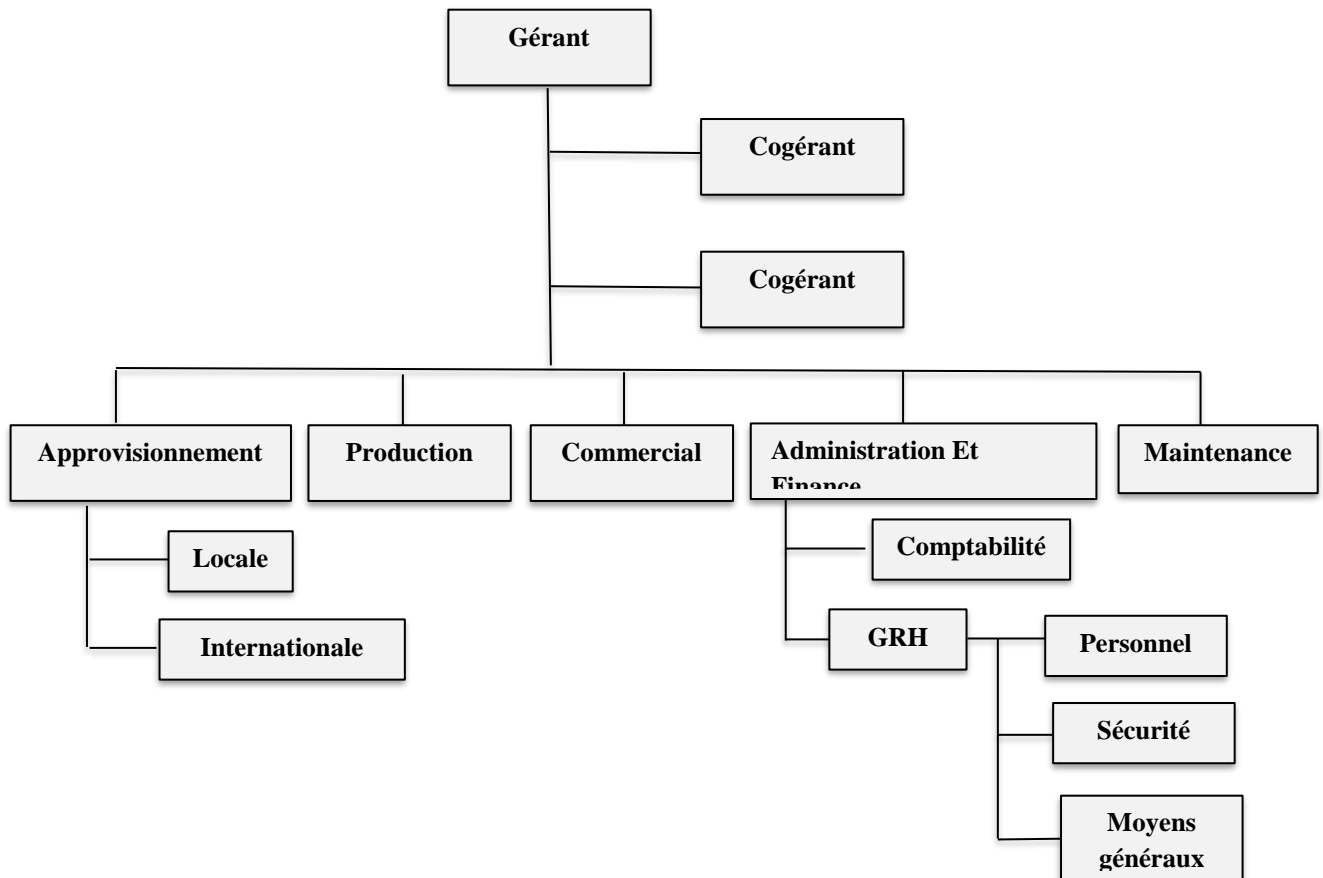 Gérant
Cogérant
Cogérant
Approvisionnement
Production
Commercial
Administration Et
Finance
Maintenance
Locale
Comptabilité
Internationale
GRH
Personnel
Sécurité
Moyens
généraux